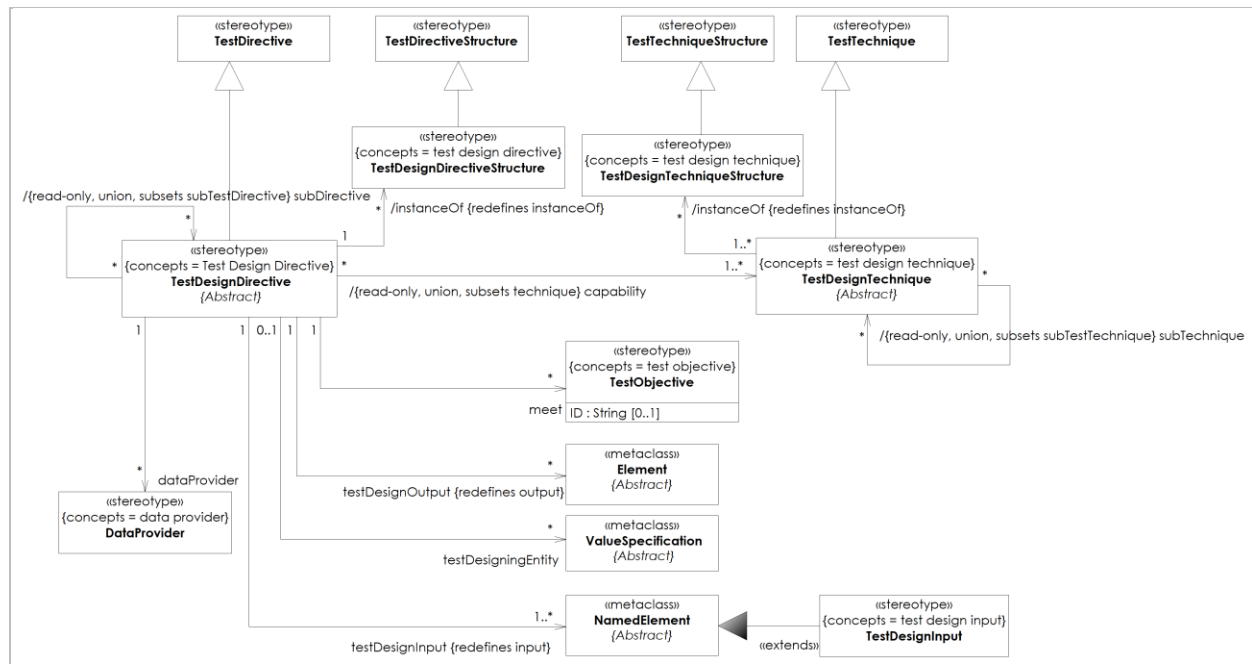 «stereotype»
TestDirective
«stereotype»
TestDirectiveStructure
«stereotype»
TestTechniqueStructure
«stereotype»
TestTechnique
«stereotype»
{concepts = test design directive}
TestDesignDirectiveStructure
«stereotype»
{concepts = test design technique}
TestDesignTechniqueStructure
/{read-only, union, subsets subTestDirective} subDirective
*
*
/instanceOf {redefines instanceOf}
1
*
/instanceOf {redefines instanceOf}
1..*
«stereotype»
{concepts = Test Design Directive}
TestDesignDirective
{Abstract}
*
*
1..*
/{read-only, union, subsets technique} capability
«stereotype»
{concepts = test design technique}
TestDesignTechnique
{Abstract}
*
*
/{read-only, union, subsets subTestTechnique} subTechnique
1
1
0..1
1
1
«stereotype»
{concepts = test objective}
TestObjective
ID : String [0..1]
*
meet
«metaclass»
Element
{Abstract}
*
testDesignOutput {redefines output}
*
dataProvider
«stereotype»
{concepts = data provider}
DataProvider
«metaclass»
ValueSpecification
{Abstract}
*
testDesigningEntity
«metaclass»
NamedElement
{Abstract}
1..*
testDesignInput {redefines input}
«extends»
«stereotype»
{concepts = test design input}
TestDesignInput